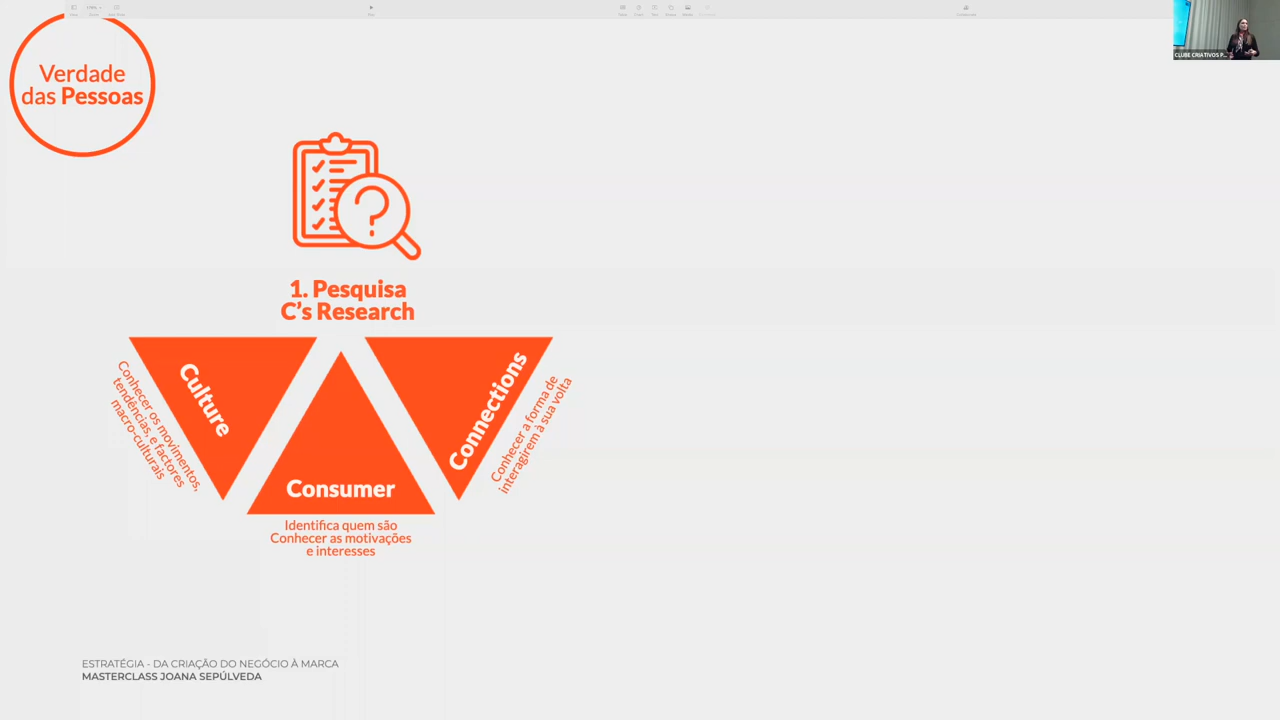 Verdade
das Pessoas
CLUBE CRIATIVOS P...
1. Pesquisa
C's Research
Culture
Conhecer os movimentos,
tendências, e factores
macro-culturais
Consumer
Identifica quem são
Conhecer as motivações
e interesses
Connections
Conhecer a forma de
interagirem à sua volta
ESTRATÉGIA - DA CRIAÇÃO DO NEGÓCIO À MARCA
MASTERCLASS JOANA SEPÚLVEDA